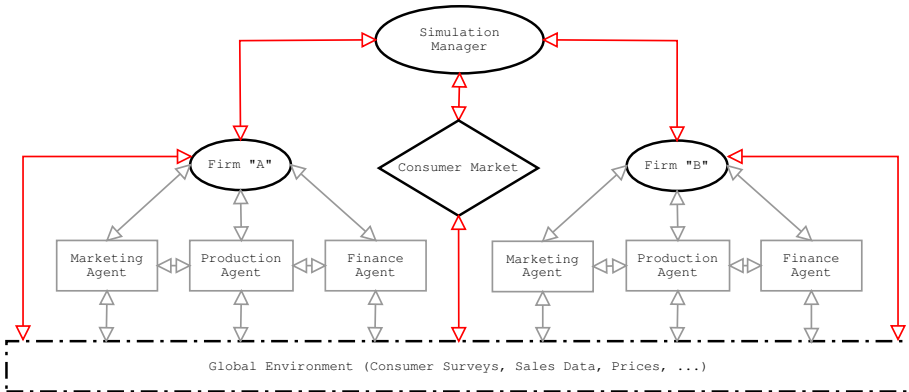 Simulation
Manager
Firm "A"
Consumer Market
Firm "B"
Marketing
Agent
Production
Agent
Finance
Agent
Marketing
Agent
Production
Agent
Finance
Agent
Global Environment (Consumer Surveys, Sales Data, Prices, ...)